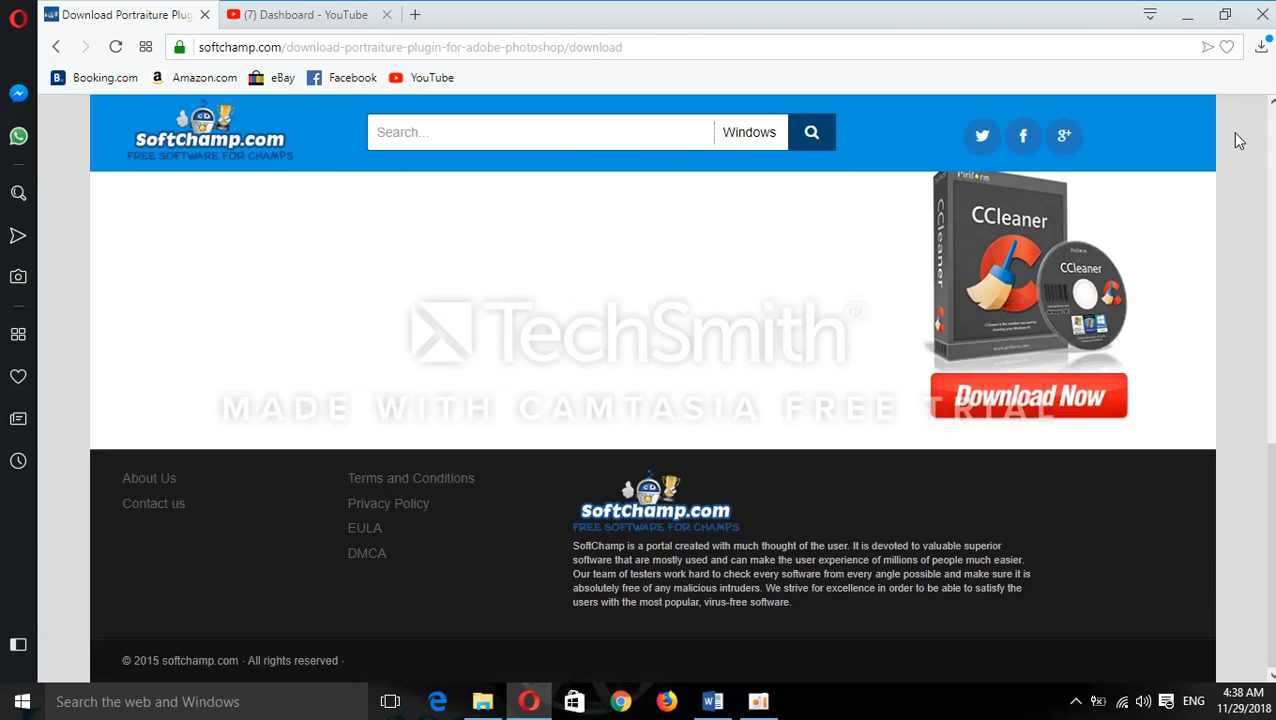 Download Portraiture Plug
(7) Dashboard - YouTube
softchamp.com/download-portraiture-plugin-for-adobe-photoshop/download
B. Booking.com
a Amazon.com
eBay
Facebook
YouTube
SoftChamp.com
FREE SOFTWARE FOR CHAMPS
Search...
Windows
Piriform
CCleaner
CCleaner
CCleaner
Download Now
TechSmith®
MADE WITH CAMTASIA FREE TRIAL
About Us
Contact us
Terms and Conditions
Privacy Policy
EULA
DMCA
SoftChamp.com
FREE SOFTWARE FOR CHAMPS
SoftChamp is a portal created with much thought of the user. It is devoted to valuable superior
software that are mostly used and can make the user experience of millions of people much easier.
Our team of testers work hard to check every software from every angle possible and make sure it is
absolutely free of any malicious intruders. We strive for excellence in order to be able to satisfy the
users with the most popular, virus-free software.
© 2015 softchamp.com · All rights reserved ·
Search the web and Windows
ENG
4:38 AM
11/29/2018